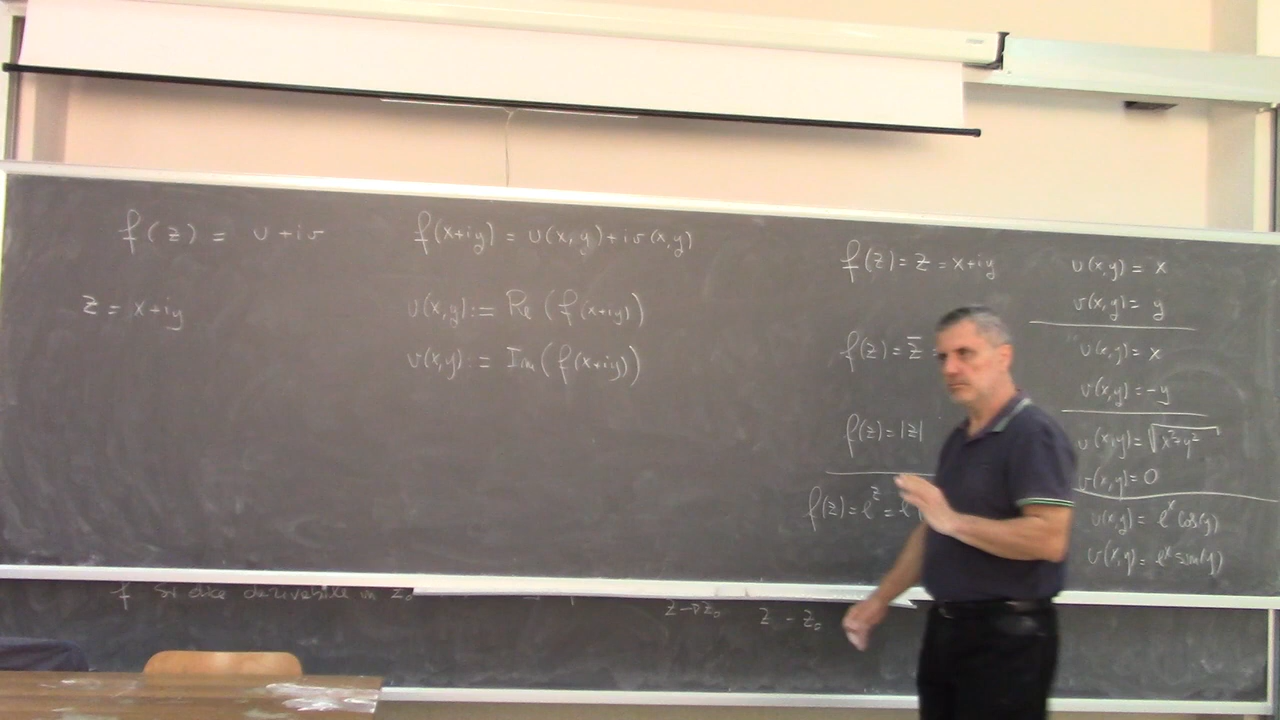 f(z) = u + iv
z = x+iy
f(x+iy) = u(x,y) + iv(x,y)
u(x,y) := Re (f(x+iy))
v(x,y) := Im (f(x+iy))
f(z) = z = x+iy
u(x,y) = x
v(x,y) = y
f(z) = z̅
u(x,y) = x
v(x,y) = -y
f(z) = |z|
u(x,y) = √x²+y²
v(x,y) = 0
f(z) = e^z = e
u(x,y) = e^x cos(y)
v(x,y) = e^x sin(y)
f si dice derivabile in z₀
z→z₀ z - z₀